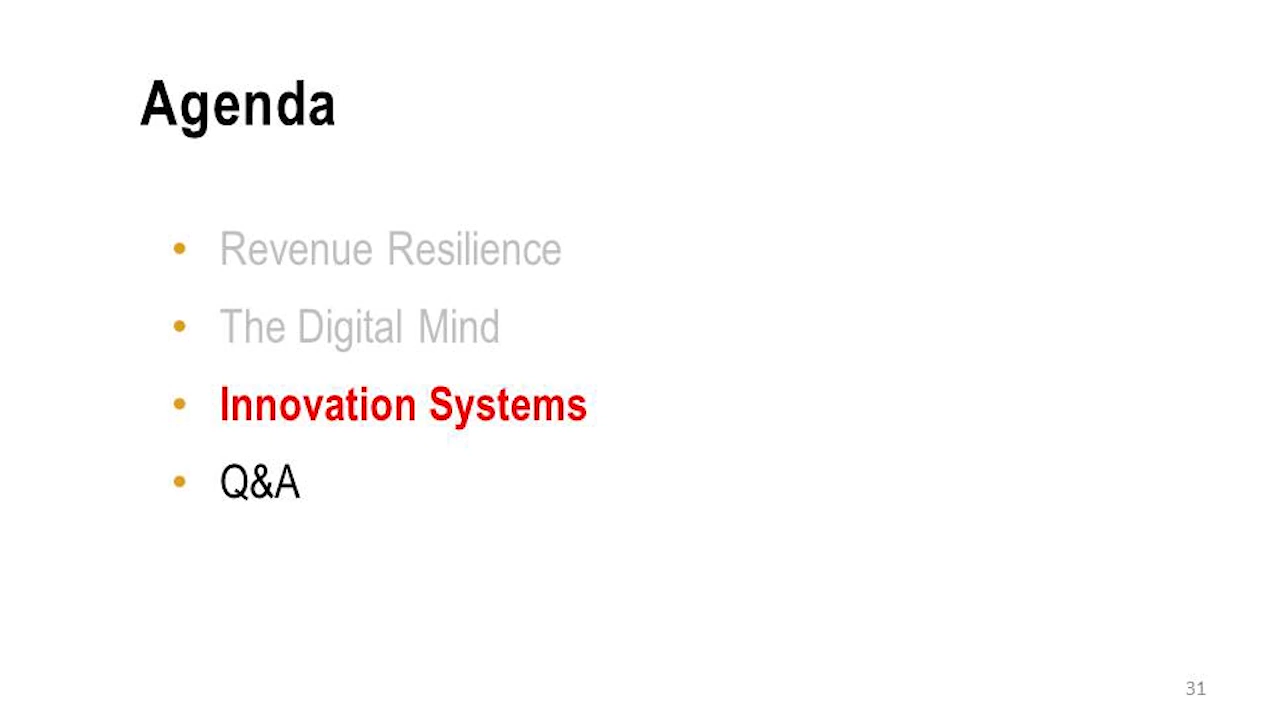 Agenda
• Revenue Resilience
• The Digital Mind
• Innovation Systems
• Q&A
31